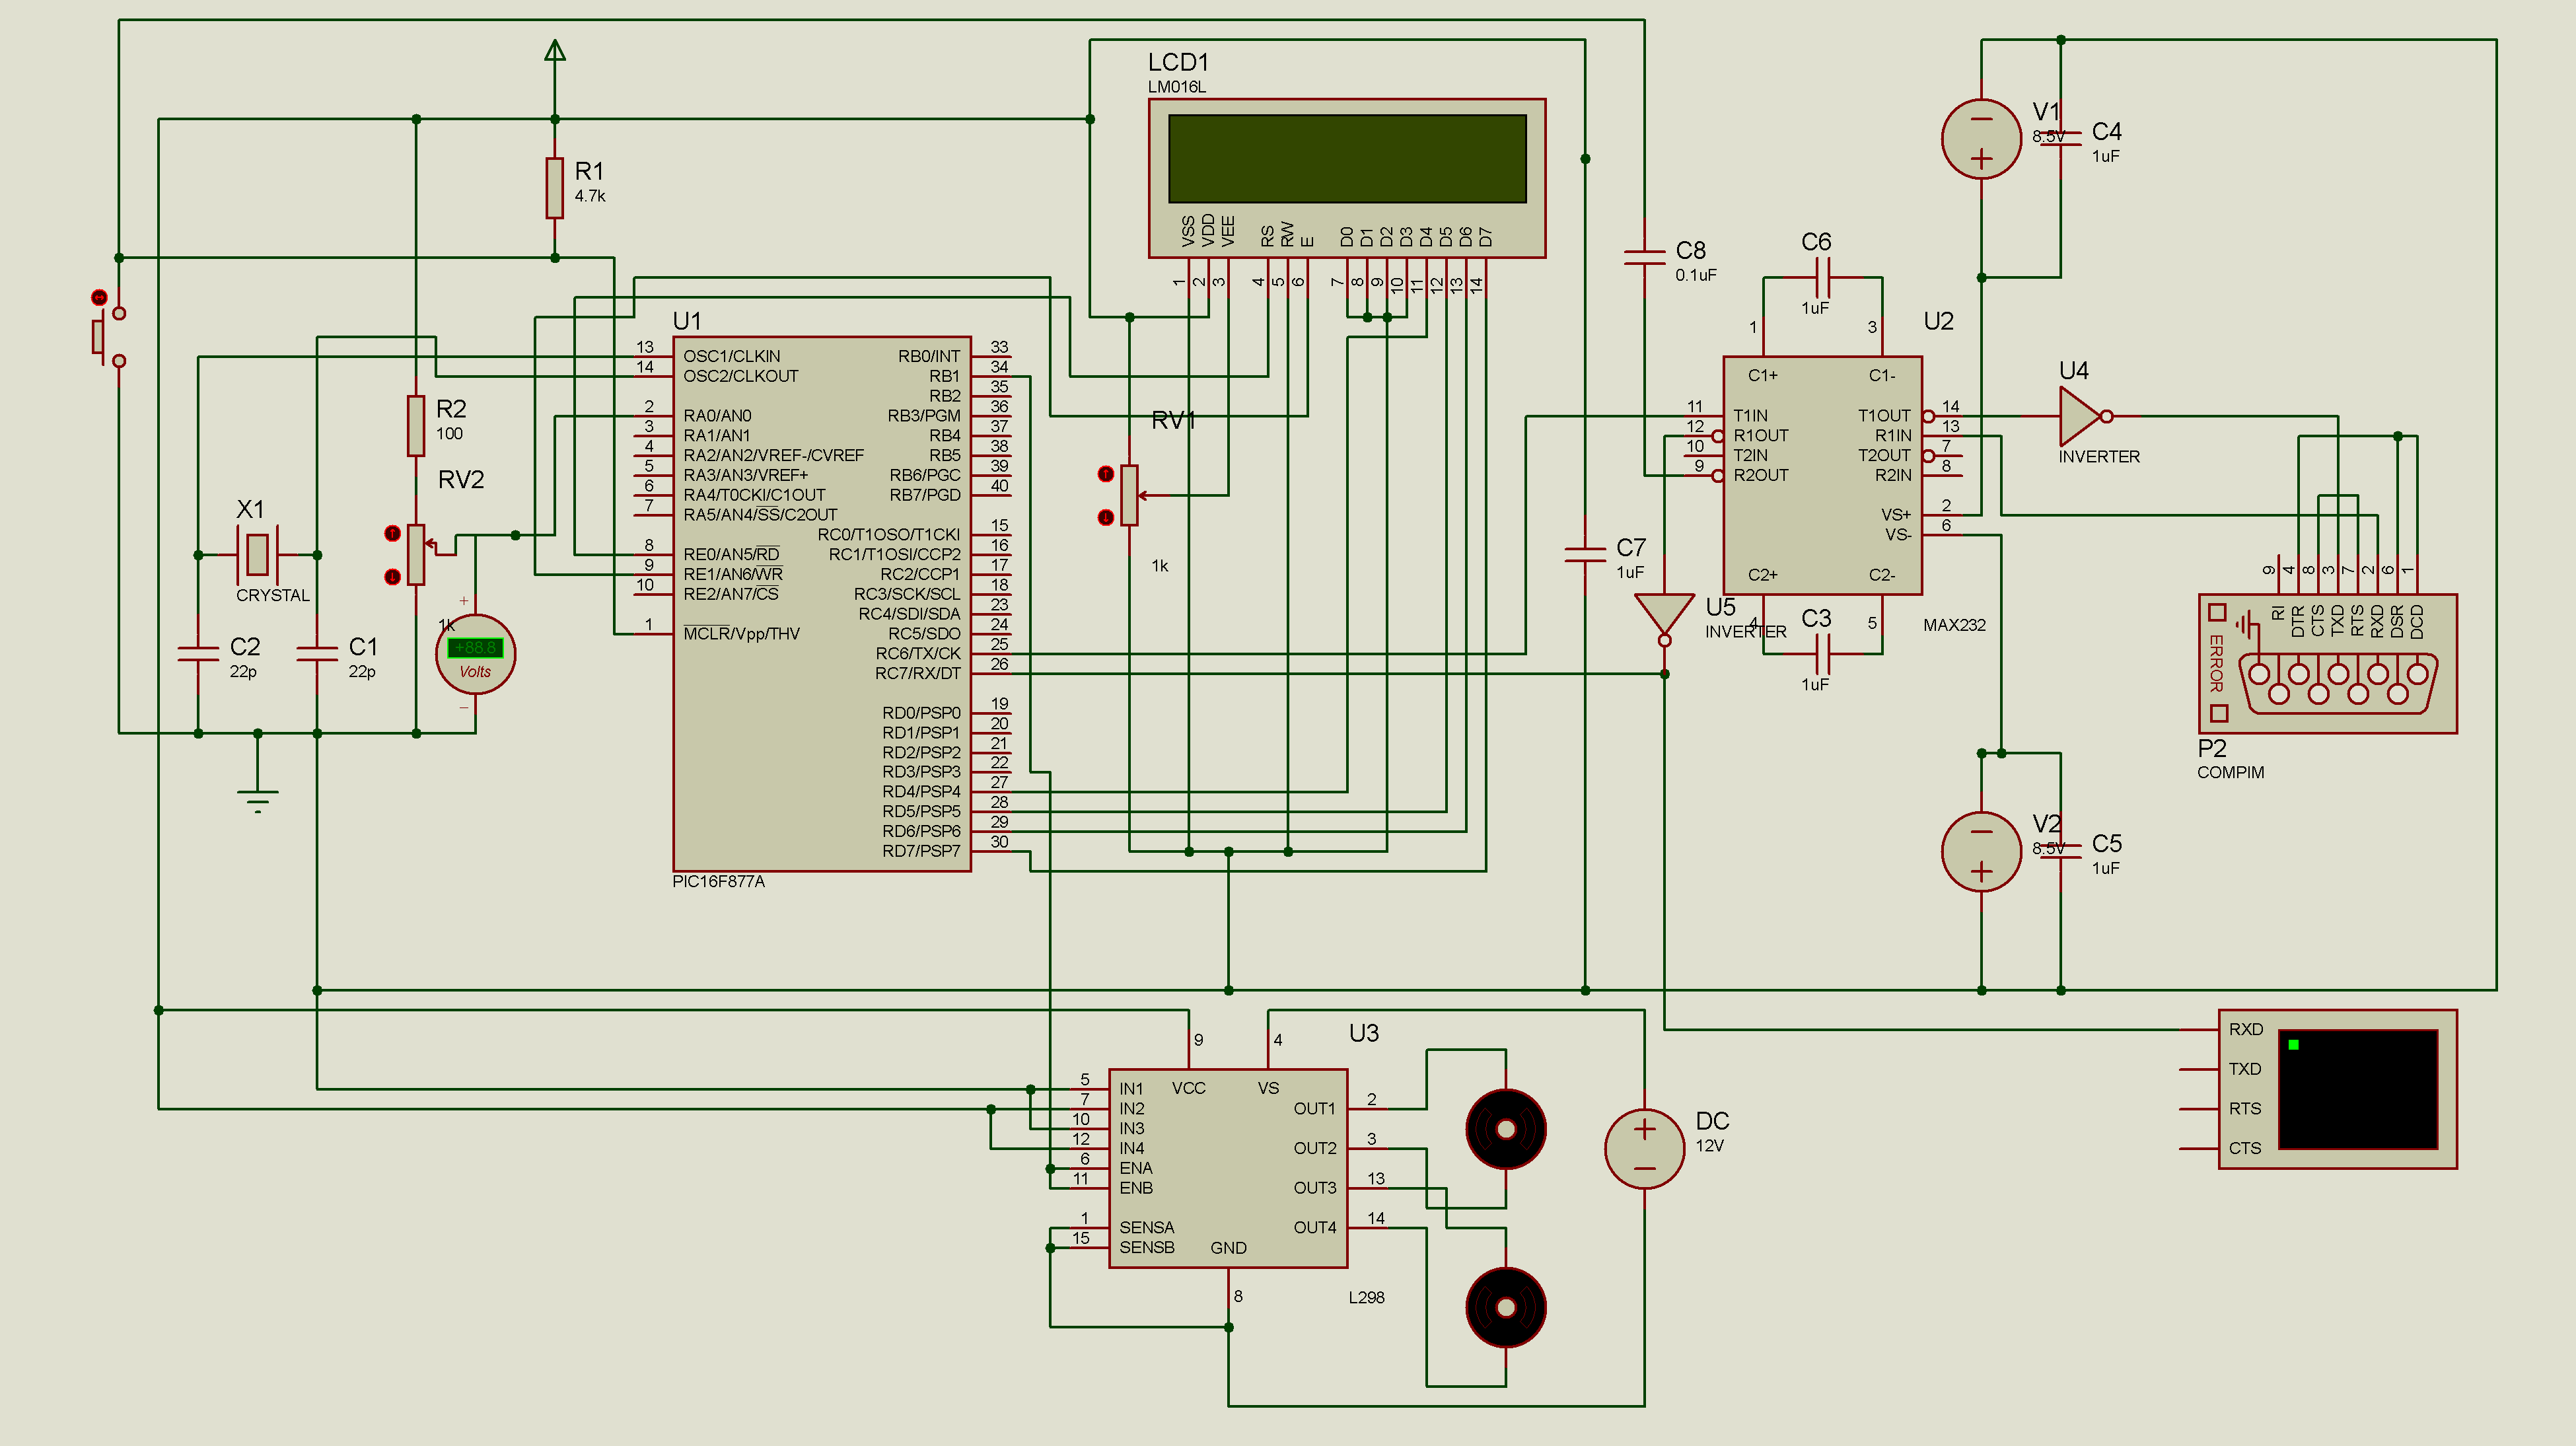 LCD1
LM016L
VSS
VDD
VEE
RS
RW
E
D0
D1
D2
D3
D4
D5
D6
D7
1
2
3
4
5
6
7
8
9
10
11
12
13
14
R1
4.7k
R2
100
RV2
1k
+88.8
Volts
+
−
X1
CRYSTAL
C2
22p
C1
22p
U1
13 OSC1/CLKIN
14 OSC2/CLKOUT
2 RA0/AN0
3 RA1/AN1
4 RA2/AN2/VREF-/CVREF
5 RA3/AN3/VREF+
6 RA4/T0CKI/C1OUT
7 RA5/AN4/SS/C2OUT
8 RE0/AN5/RD
9 RE1/AN6/WR
10 RE2/AN7/CS
1 MCLR/Vpp/THV
RB0/INT 33
RB1 34
RB2 35
RB3/PGM 36
RB4 37
RB5 38
RB6/PGC 39
RB7/PGD 40
RC0/T1OSO/T1CKI 15
RC1/T1OSI/CCP2 16
RC2/CCP1 17
RC3/SCK/SCL 18
RC4/SDI/SDA 23
RC5/SDO 24
RC6/TX/CK 25
RC7/RX/DT 26
RD0/PSP0 19
RD1/PSP1 20
RD2/PSP2 21
RD3/PSP3 22
RD4/PSP4 27
RD5/PSP5 28
RD6/PSP6 29
RD7/PSP7 30
PIC16F877A
RV1
1k
C8
0.1uF
C7
1uF
C6
1uF
U2
1 3
C1+ C1-
11 T1IN
12 R1OUT
10 T2IN
9 R2OUT
T1OUT 14
R1IN 13
T2OUT 7
R2IN 8
VS+ 2
VS- 6
C2+ C2-
4 5
MAX232
C3
1uF
U5
INVERTER
U4
INVERTER
V1
8.5V
C4
1uF
V2
8.5V
C5
1uF
9
4
8
3
7
2
6
1
RI
DTR
CTS
TXD
RTS
RXD
DSR
DCD
ERROR
P2
COMPIM
RXD
TXD
RTS
CTS
U3
9 4
VCC VS
5 IN1
7 IN2
10 IN3
12 IN4
6 ENA
11 ENB
1 SENSA
15 SENSB
OUT1 2
OUT2 3
OUT3 13
OUT4 14
GND
8
L298
DC
12V